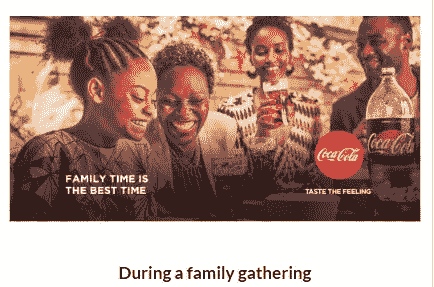 FAMILY TIME IS
THE BEST TIME
Coca-Cola
Coca-Cola
TASTE THE FEELING
During a family gathering